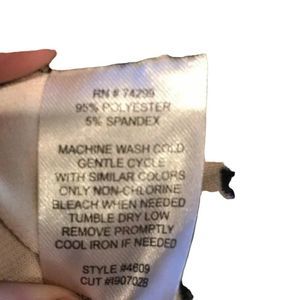 RN # 74299
95% POLYESTER
5% SPANDEX
MACHINE WASH COLD
GENTLE CYCLE
WITH SIMILAR COLORS
ONLY NON-CHLORINE
BLEACH WHEN NEEDED
TUMBLE DRY LOW
REMOVE PROMPTLY
COOL IRON IF NEEDED
STYLE #4609
CUT #I907028